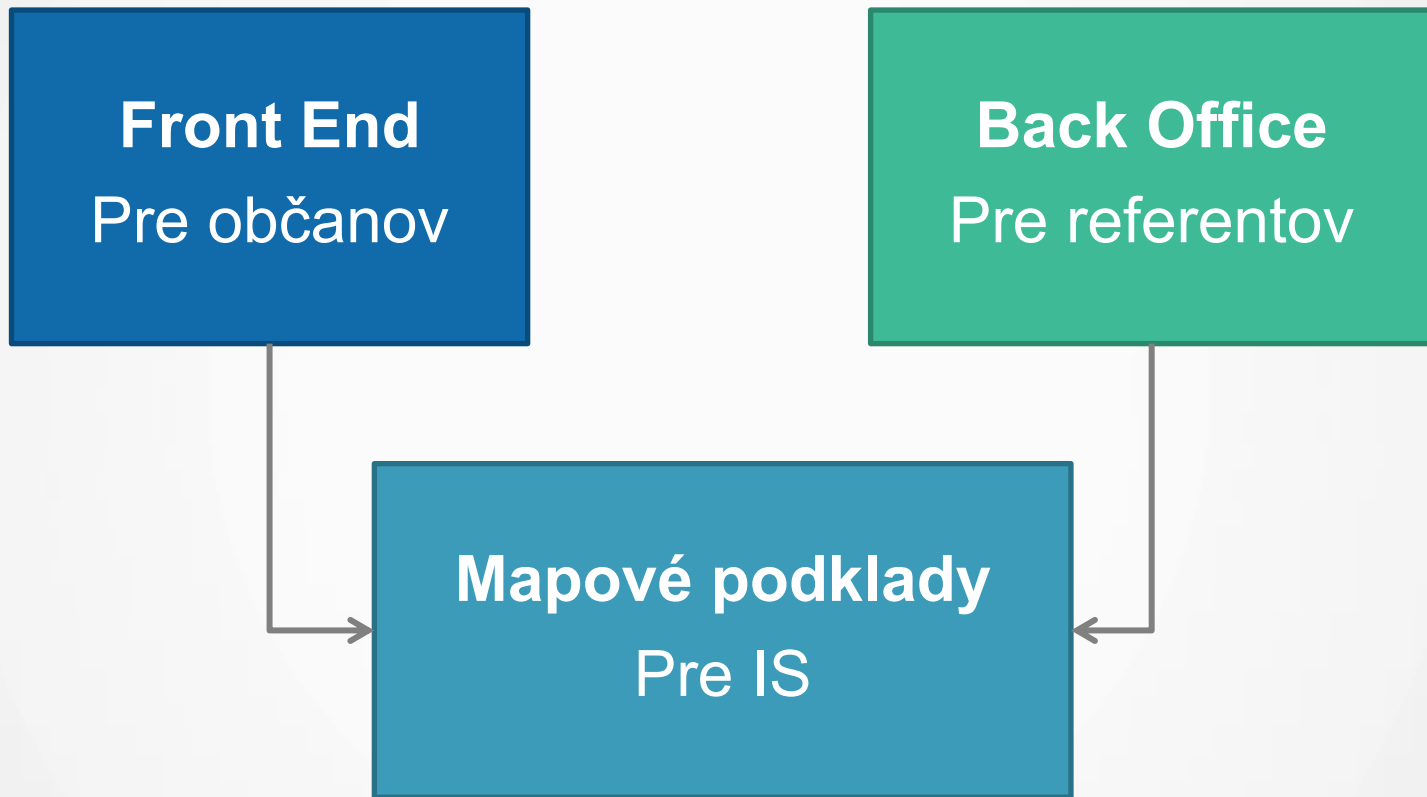 Front End
Pre občanov
Back Office
Pre referentov
Mapové podklady
Pre IS